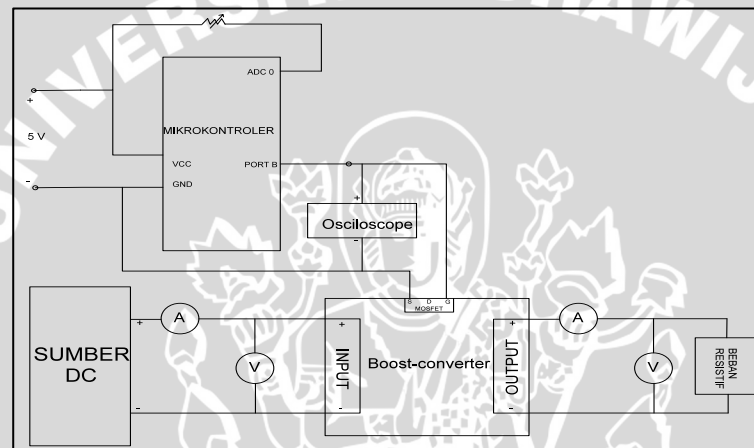 ADC 0
MIKROKONTROLER
+
5 V
-
VCC
PORT B
GND
+
Osciloscope
-
S D G
MOSFET
SUMBER
DC
+
-
A
V
+
INPUT
-
Boost-converter
OUTPUT
+
-
A
V
BEBAN
RESISTIF